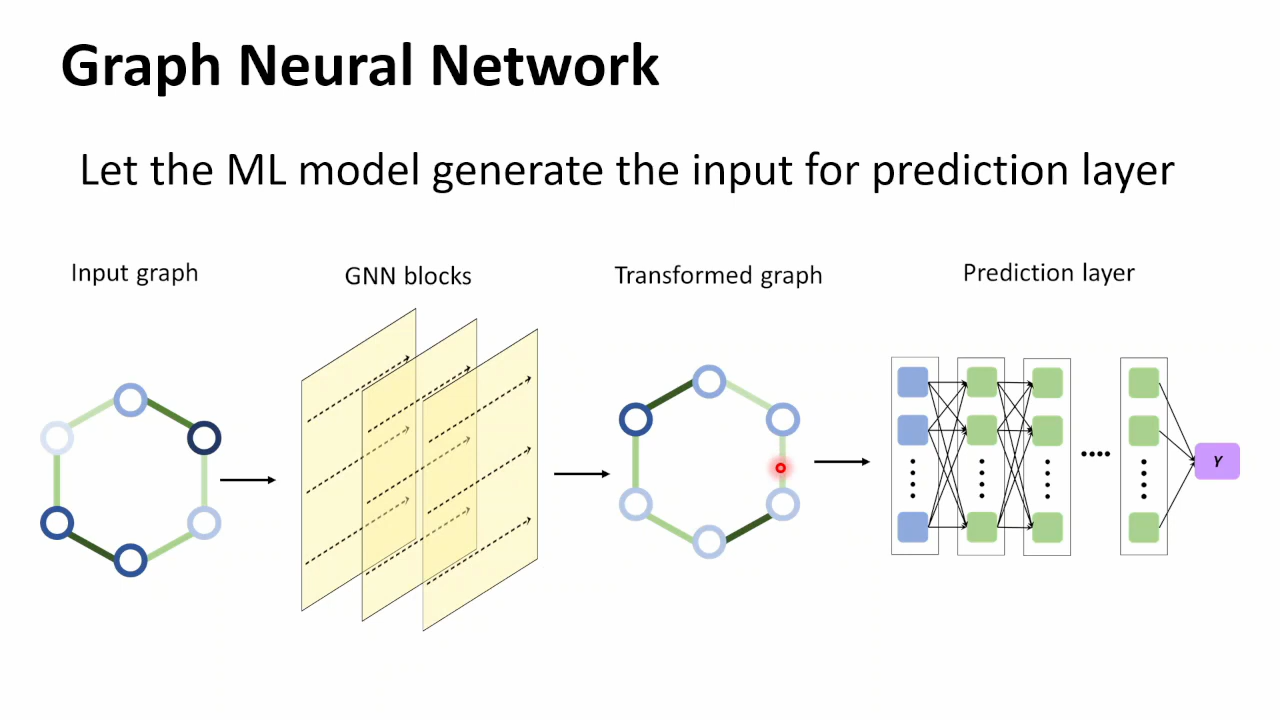 Graph Neural Network
Let the ML model generate the input for prediction layer
Input graph
GNN blocks
Transformed graph
Prediction layer
Y